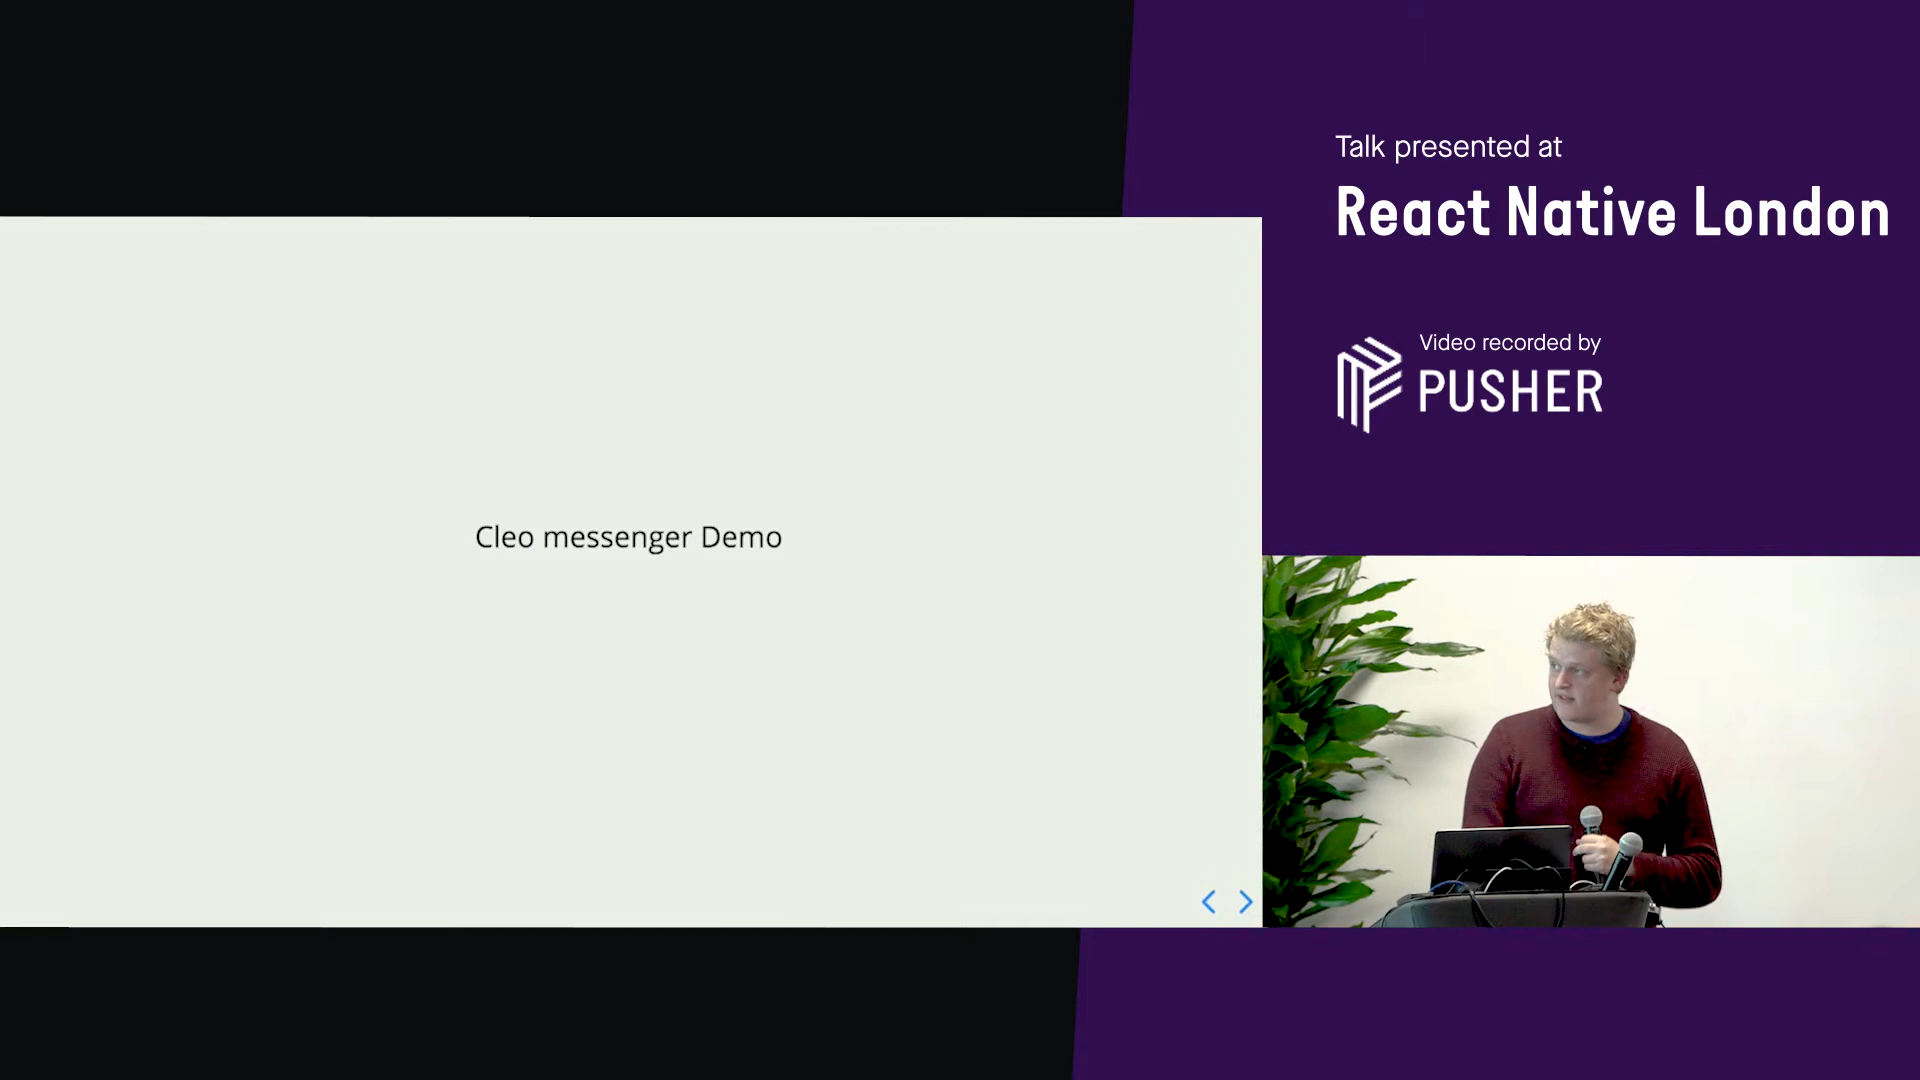 Talk presented at
React Native London
Video recorded by
PUSHER
Cleo messenger Demo